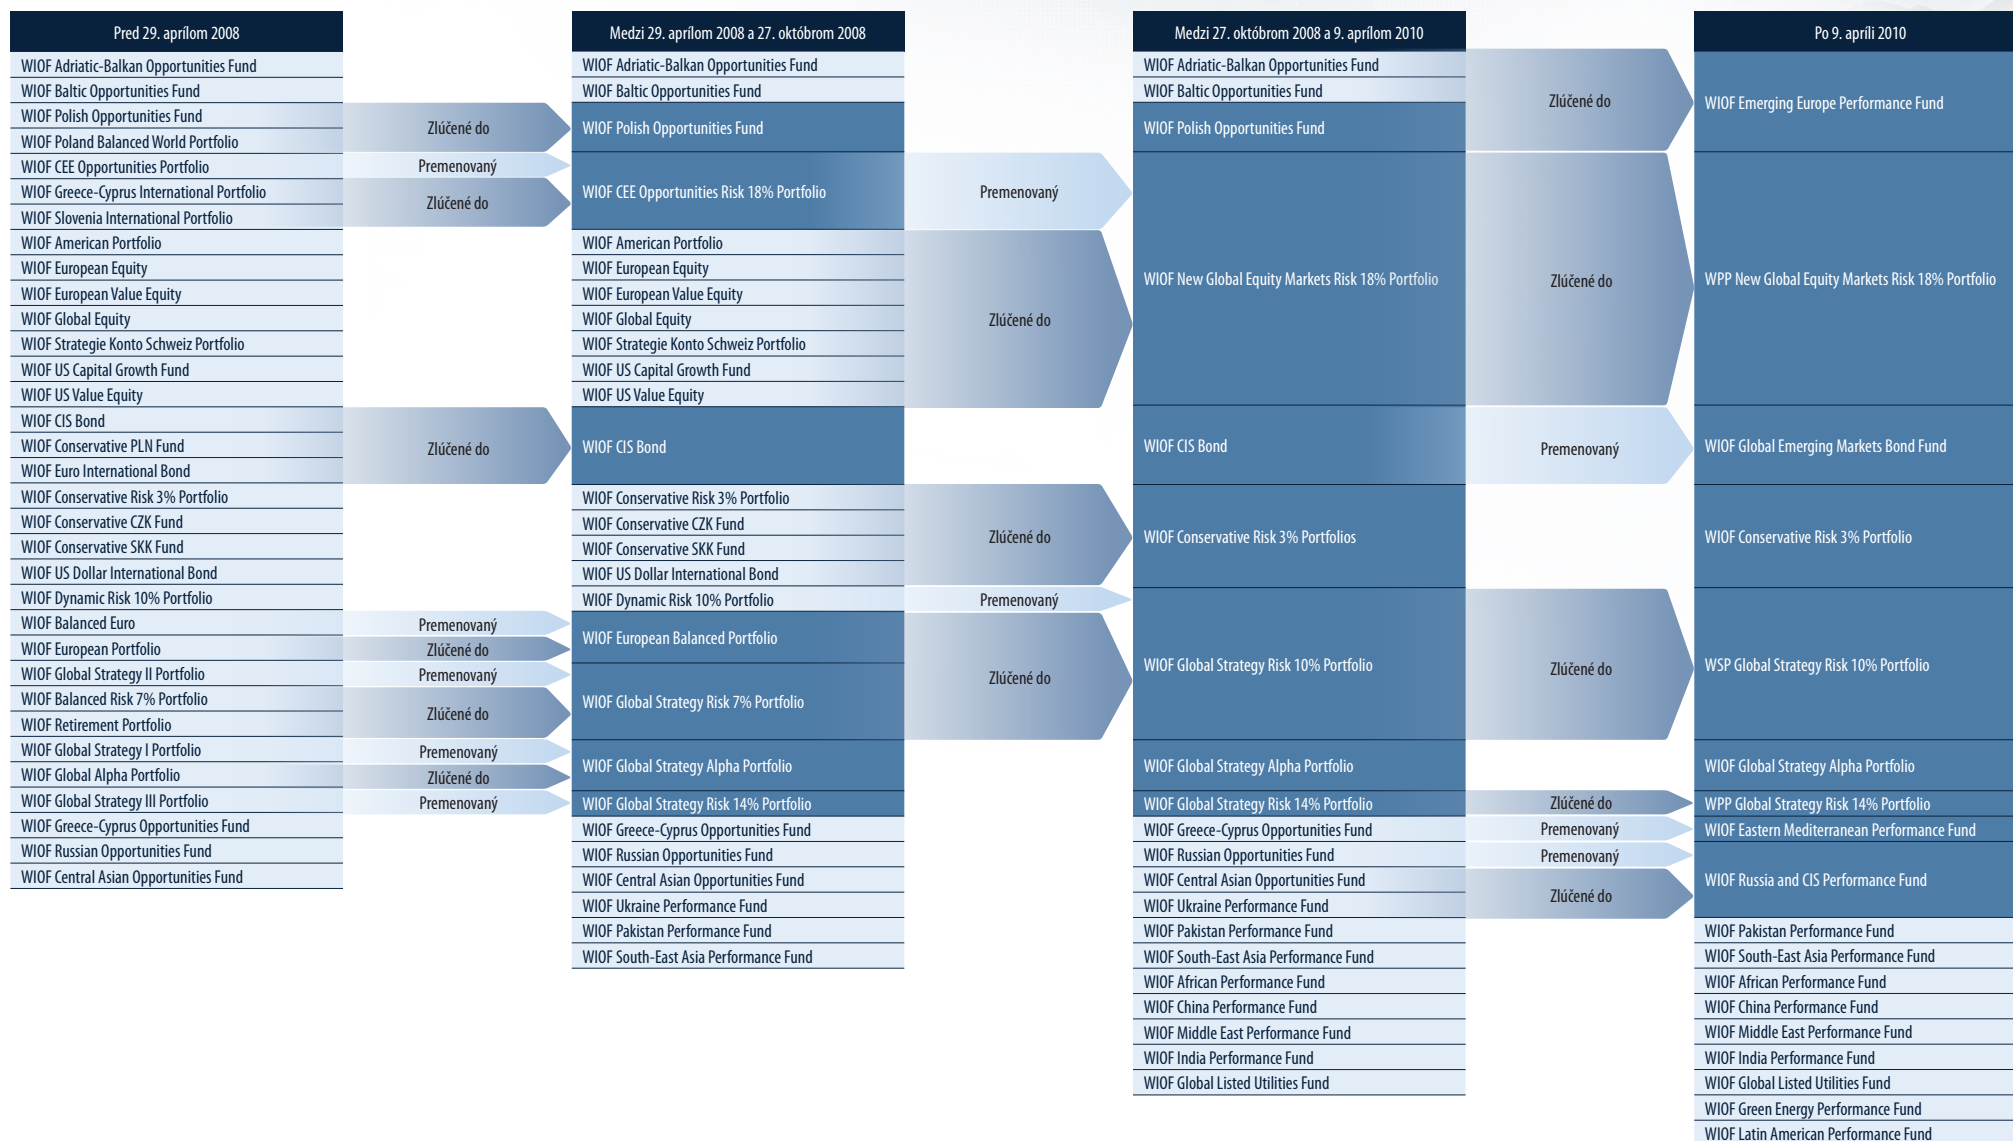 Pred 29. aprílom 2008
WIOF Adriatic-Balkan Opportunities Fund
WIOF Baltic Opportunities Fund
WIOF Polish Opportunities Fund
WIOF Poland Balanced World Portfolio
WIOF CEE Opportunities Portfolio
WIOF Greece-Cyprus International Portfolio
WIOF Slovenia International Portfolio
WIOF American Portfolio
WIOF European Equity
WIOF European Value Equity
WIOF Global Equity
WIOF Strategie Konto Schweiz Portfolio
WIOF US Capital Growth Fund
WIOF US Value Equity
WIOF CIS Bond
WIOF Conservative PLN Fund
WIOF Euro International Bond
WIOF Conservative Risk 3% Portfolio
WIOF Conservative CZK Fund
WIOF Conservative SKK Fund
WIOF US Dollar International Bond
WIOF Dynamic Risk 10% Portfolio
WIOF Balanced Euro
WIOF European Portfolio
WIOF Global Strategy II Portfolio
WIOF Balanced Risk 7% Portfolio
WIOF Retirement Portfolio
WIOF Global Strategy I Portfolio
WIOF Global Alpha Portfolio
WIOF Global Strategy III Portfolio
WIOF Greece-Cyprus Opportunities Fund
WIOF Russian Opportunities Fund
WIOF Central Asian Opportunities Fund
Zlúčené do
Premenovaný
Zlúčené do
Zlúčené do
Premenovaný
Zlúčené do
Premenovaný
Zlúčené do
Premenovaný
Zlúčené do
Premenovaný
Medzi 29. aprílom 2008 a 27. októbrom 2008
WIOF Adriatic-Balkan Opportunities Fund
WIOF Baltic Opportunities Fund
WIOF Polish Opportunities Fund
WIOF CEE Opportunities Risk 18% Portfolio
WIOF American Portfolio
WIOF European Equity
WIOF European Value Equity
WIOF Global Equity
WIOF Strategie Konto Schweiz Portfolio
WIOF US Capital Growth Fund
WIOF US Value Equity
WIOF CIS Bond
WIOF Conservative Risk 3% Portfolio
WIOF Conservative CZK Fund
WIOF Conservative SKK Fund
WIOF US Dollar International Bond
WIOF Dynamic Risk 10% Portfolio
WIOF European Balanced Portfolio
WIOF Global Strategy Risk 7% Portfolio
WIOF Global Strategy Alpha Portfolio
WPP Global Strategy Risk 14% Portfolio
WIOF Greece-Cyprus Opportunities Fund
WIOF Russian Opportunities Fund
WIOF Central Asian Opportunities Fund
WIOF Ukraine Performance Fund
WIOF Pakistan Performance Fund
WIOF South-East Asia Performance Fund
Premenovaný
Zlúčené do
Zlúčené do
Premenovaný
Zlúčené do
Medzi 27. októbrom 2008 a 9. aprílom 2010
WIOF Adriatic-Balkan Opportunities Fund
WIOF Baltic Opportunities Fund
WIOF Polish Opportunities Fund
WIOF New Global Equity Markets Risk 18% Portfolio
WIOF CIS Bond
WIOF Conservative Risk 3% Portfolios
WIOF Global Strategy Risk 10% Portfolio
WIOF Global Strategy Alpha Portfolio
WIOF Global Strategy Risk 14% Portfolio
WIOF Greece-Cyprus Opportunities Fund
WIOF Russian Opportunities Fund
WIOF Central Asian Opportunities Fund
WIOF Ukraine Performance Fund
WIOF Pakistan Performance Fund
WIOF South-East Asia Performance Fund
WIOF African Performance Fund
WIOF China Performance Fund
WIOF Middle East Performance Fund
WIOF India Performance Fund
WIOF Global Listed Utilities Fund
Zlúčené do
Zlúčené do
Premenovaný
Zlúčené do
Zlúčené do
Premenovaný
Premenovaný
Zlúčené do
Po 9. apríli 2010
WIOF Emerging Europe Performance Fund
WPP New Global Equity Markets Risk 18% Portfolio
WIOF Global Emerging Markets Bond Fund
WIOF Conservative Risk 3% Portfolio
WSP Global Strategy Risk 10% Portfolio
WIOF Global Strategy Alpha Portfolio
WPP Global Strategy Risk 14% Portfolio
WIOF Eastern Mediterranean Performance Fund
WIOF Russia and CIS Performance Fund
WIOF Pakistan Performance Fund
WIOF South-East Asia Performance Fund
WIOF African Performance Fund
WIOF China Performance Fund
WIOF Middle East Performance Fund
WIOF India Performance Fund
WIOF Global Listed Utilities Fund
WIOF Green Energy Performance Fund
WIOF Latin American Performance Fund